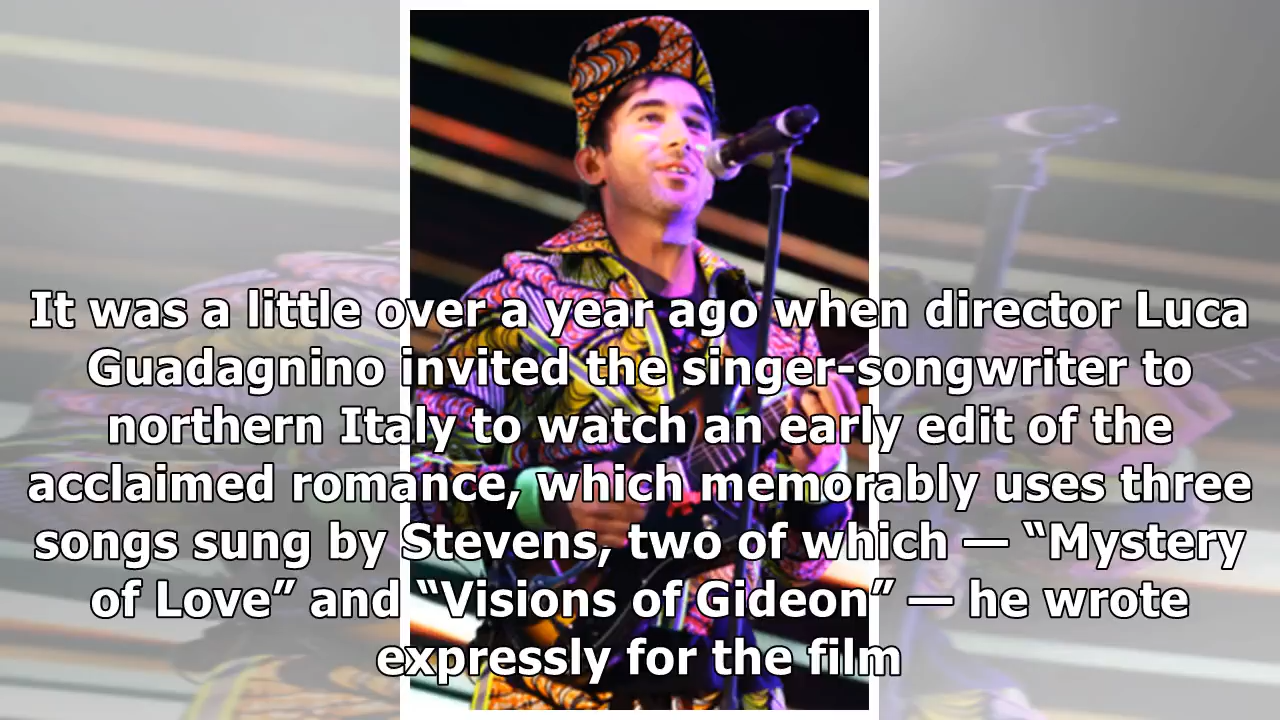 It was a little over a year ago when director Luca
Guadagnino invited the singer-songwriter to
northern Italy to watch an early edit of the
acclaimed romance, which memorably uses three
songs sung by Stevens, two of which — “Mystery
of Love” and “Visions of Gideon” — he wrote
expressly for the film